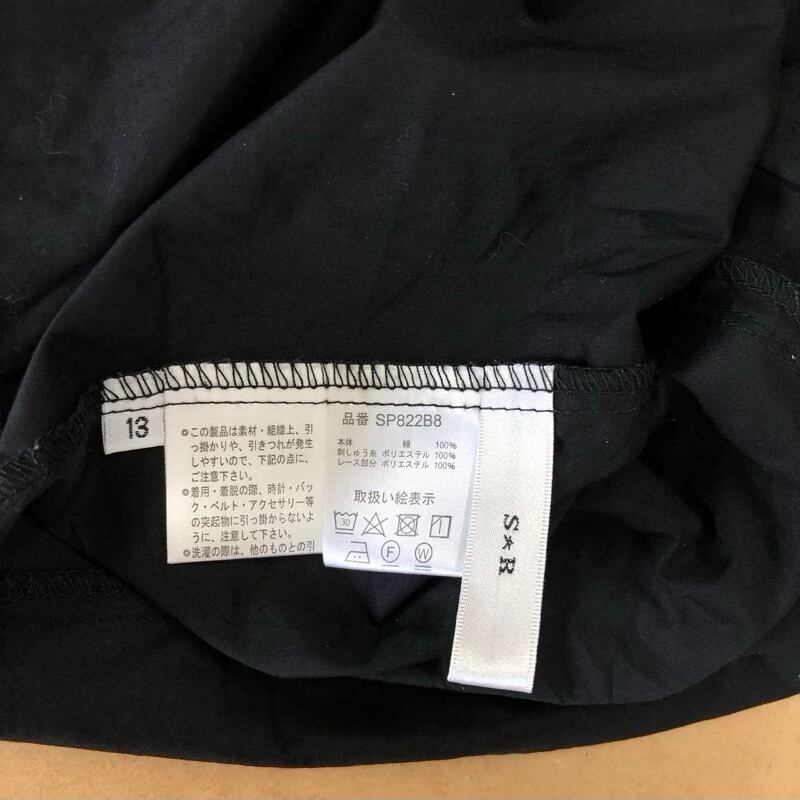 13
◎この製品は素材・組織上、引
っ掛かりや、引きつれが発生
しやすいので、下記の点に、
ご注意下さい。
◎着用・着脱の際、時計・バッ
ク・ベルト・アクセサリー等
の突起物に引っ掛からないよ
うに、注意して下さい。
◎洗濯の際は、他のものとの引
品番 SP822B8
本体 綿 100%
刺しゅう糸 ポリエステル 100%
レース部分 ポリエステル 100%
取扱い絵表示
30
F
W
S★R